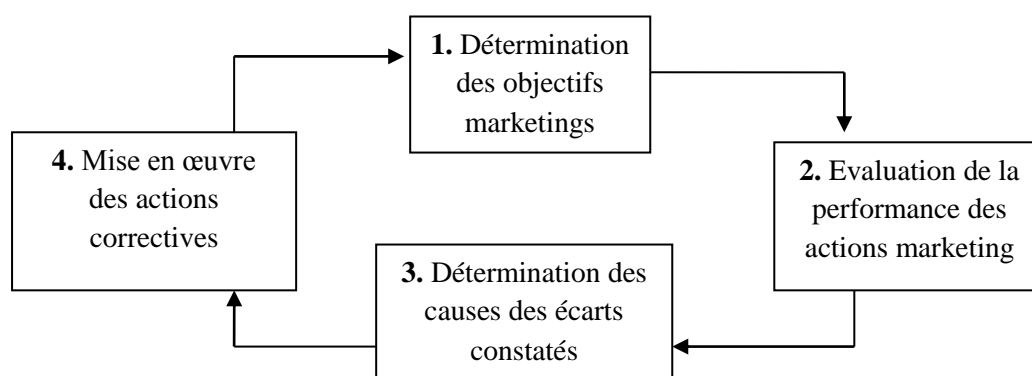 1. Détermination
des objectifs
marketings
2. Evaluation de la
performance des
actions marketing
3. Détermination des
causes des écarts
constatés
4. Mise en œuvre
des actions
correctives